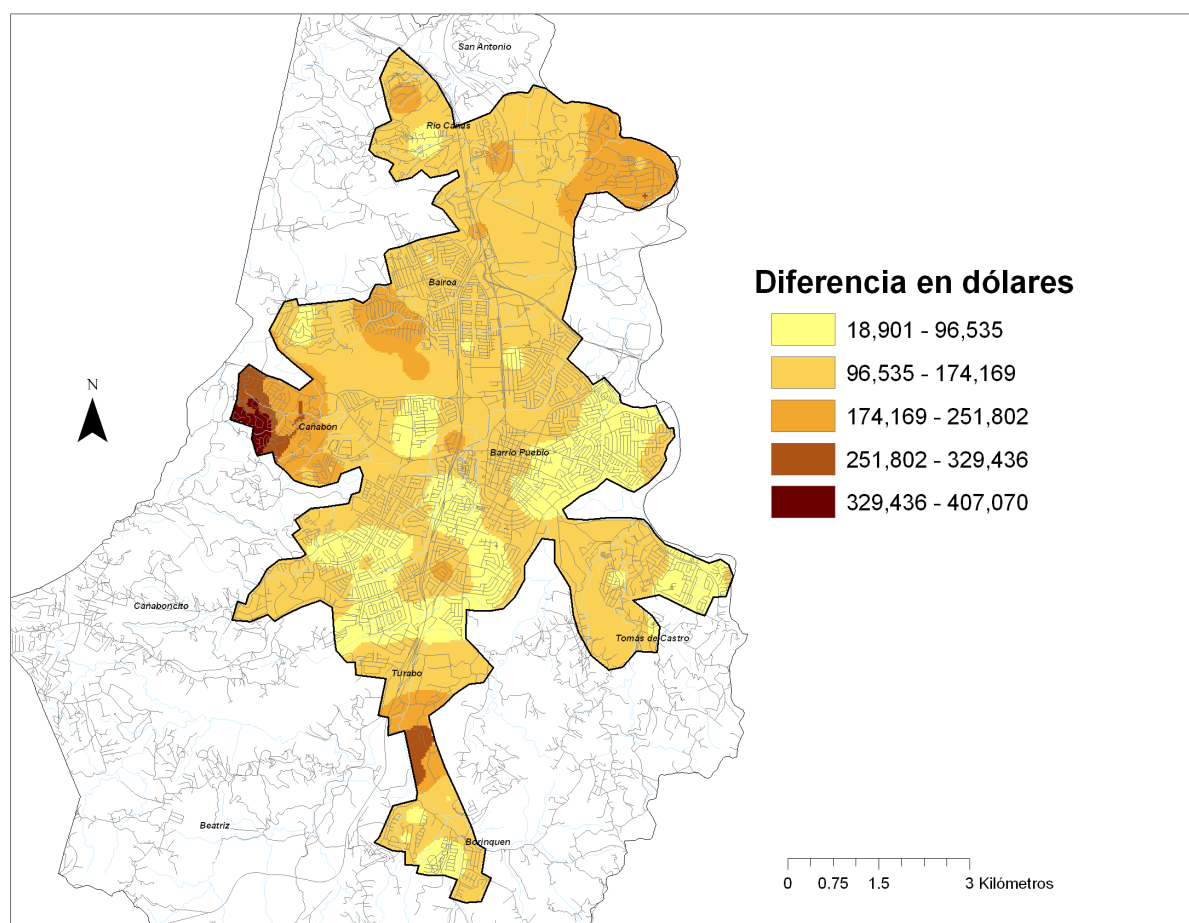 San Antonio
Río Cañas
Bairoa
Diferencia en dólares
18,901 - 96,535
96,535 - 174,169
174,169 - 251,802
251,802 - 329,436
329,436 - 407,070
N
Cañabón
Barrio Pueblo
Cañaboncito
Tomás de Castro
Turabo
Beatriz
Borinquen
0 0.75 1.5 3 Kilómetros